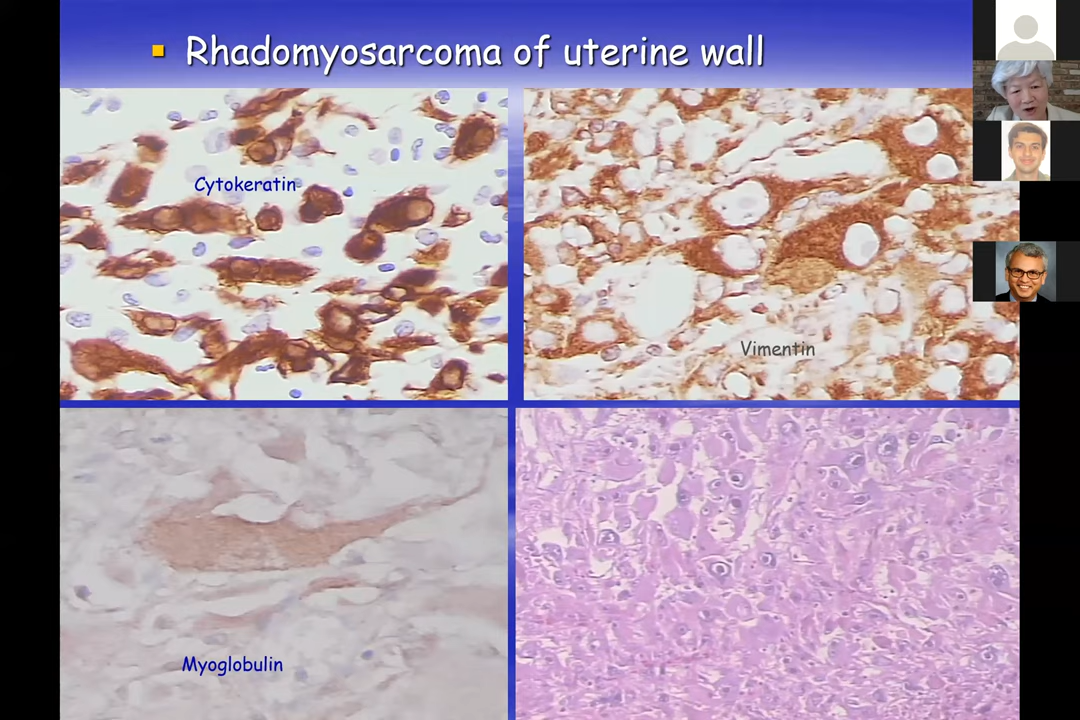 Rhadomyosarcoma of uterine wall
Cytokeratin
Vimentin
Myoglobulin